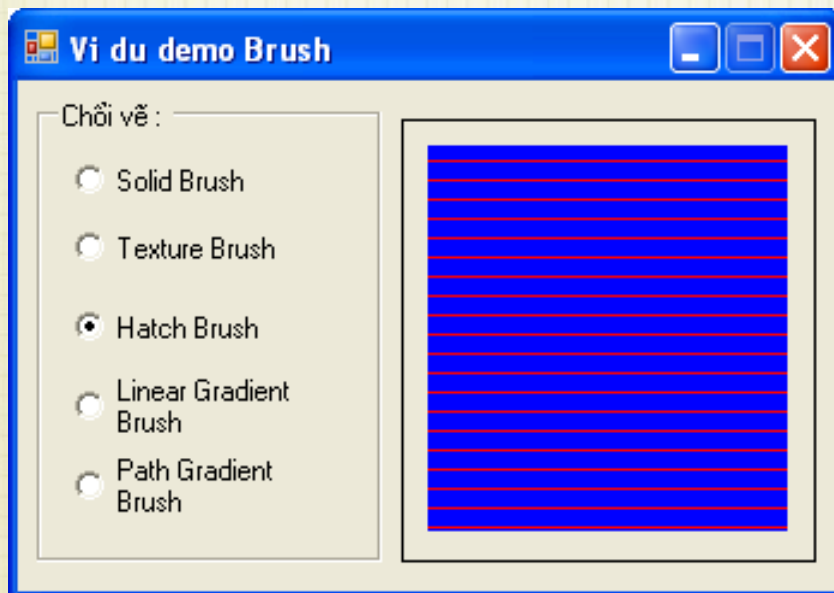 Vi du demo Brush
Chổi vẽ :
Solid Brush
Texture Brush
Hatch Brush
Linear Gradient
Brush
Path Gradient
Brush